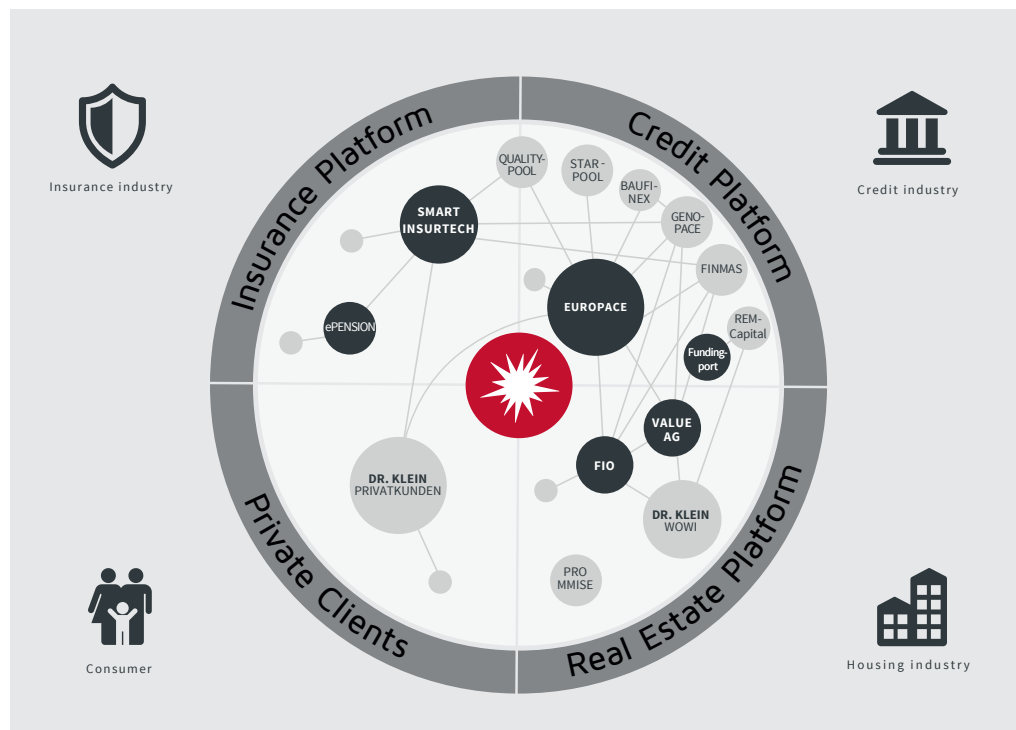 Insurance Platform
Credit Platform
Insurance industry
Credit industry
QUALITY-
POOL
STAR -
POOL
BAUFI-
NEX
GENO-
PACE
SMART
INSURTECH
FINMAS
EUROPACE
REM-
Capital
ePENSION
Funding-
port
VALUE
AG
FIO
DR. KLEIN
PRIVATKUNDEN
DR. KLEIN
WOWI
PRO
MMISE
Private Clients
Real Estate Platform
Consumer
Housing industry